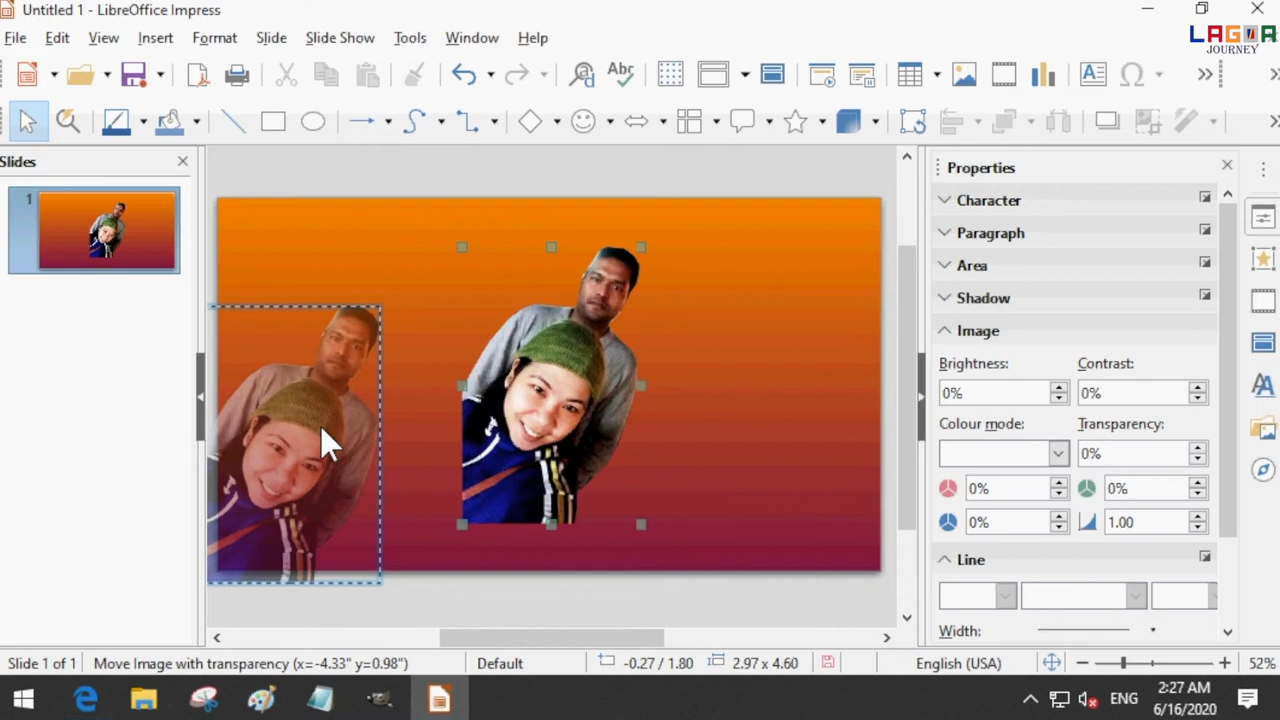 Untitled 1 - LibreOffice Impress
LAGOA
JOURNEY
File Edit View Insert Format Slide Slide Show Tools Window Help
Abc
A
Ω
Slides
1
Properties
Character
Paragraph
Area
Shadow
Image
Brightness: Contrast:
0% 0%
Colour mode: Transparency:
0%
0% 0%
0% 1.00
Line
Width:
Slide 1 of 1 Move Image with transparency (x=-4.33" y=0.98") Default -0.27 / 1.80 2.97 x 4.60 English (USA) 52%
ENG
2:27 AM
6/16/2020